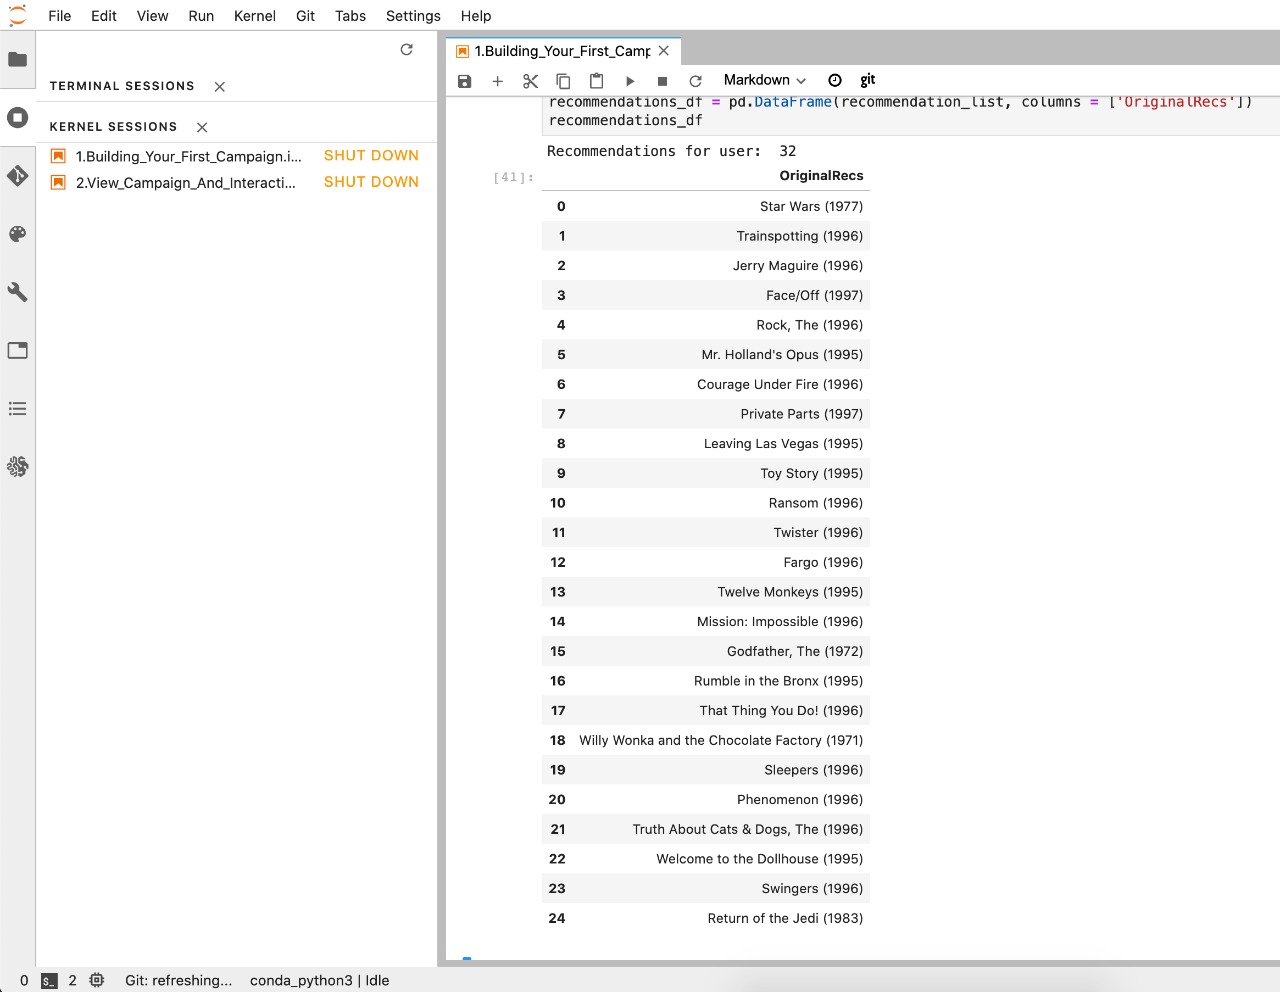 File Edit View Run Kernel Git Tabs Settings Help
TERMINAL SESSIONS
KERNEL SESSIONS
1.Building_Your_First_Campaign.i... SHUT DOWN
2.View_Campaign_And_Interacti... SHUT DOWN
1.Building_Your_First_Camp
Markdown git
recommendations_df = pd.DataFrame(recommendation_list, columns = ['OriginalRecs'])
recommendations_df
Recommendations for user: 32
[41]:
OriginalRecs
0 Star Wars (1977)
1 Trainspotting (1996)
2 Jerry Maguire (1996)
3 Face/Off (1997)
4 Rock, The (1996)
5 Mr. Holland's Opus (1995)
6 Courage Under Fire (1996)
7 Private Parts (1997)
8 Leaving Las Vegas (1995)
9 Toy Story (1995)
10 Ransom (1996)
11 Twister (1996)
12 Fargo (1996)
13 Twelve Monkeys (1995)
14 Mission: Impossible (1996)
15 Godfather, The (1972)
16 Rumble in the Bronx (1995)
17 That Thing You Do! (1996)
18 Willy Wonka and the Chocolate Factory (1971)
19 Sleepers (1996)
20 Phenomenon (1996)
21 Truth About Cats & Dogs, The (1996)
22 Welcome to the Dollhouse (1995)
23 Swingers (1996)
24 Return of the Jedi (1983)
0 $_ 2 Git: refreshing... conda_python3 | Idle